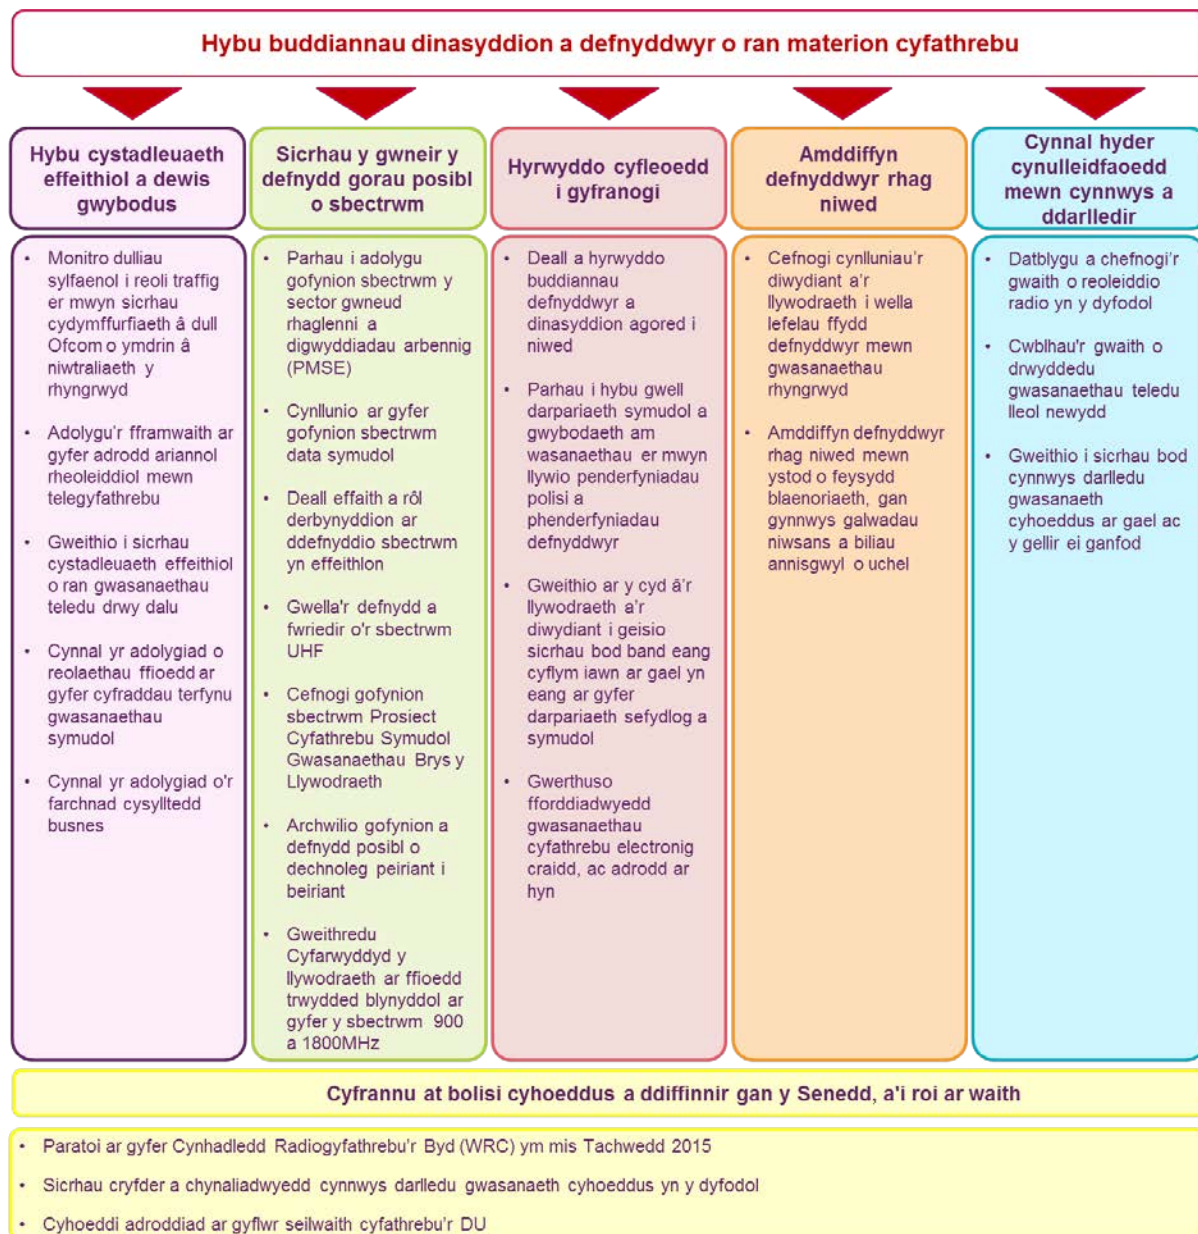 Hybu buddiannau dinasyddion a defnyddwyr o ran materion cyfathrebu
Hybu cystadleuaeth
effeithiol a dewis
gwybodus
• Monitro dulliau
sylfaenol i reoli traffig
er mwyn sicrhau
cydymffurfiaeth â dull
Ofcom o ymdrin â
niwtraliaeth y
rhyngrwyd
• Adolygu'r fframwaith ar
gyfer adrodd ariannol
rheoleiddiol mewn
telegyfathrebu
• Gweithio i sicrhau
cystadleuaeth effeithiol
o ran gwasanaethau
teledu drwy dalu
• Cynnal yr adolygiad o
reolaethau ffioedd ar
gyfer cyfraddau terfynu
gwasanaethau
symudol
• Cynnal yr adolygiad o'r
farchnad cysylltedd
busnes
Sicrhau y gwneir y
defnydd gorau posibl
o sbectrwm
• Parhau i adolygu
gofynion sbectrwm y
sector gwneud
rhaglenni a
digwyddiadau arbennig
(PMSE)
• Cynllunio ar gyfer
gofynion sbectrwm
data symudol
• Deall effaith a rôl
derbynyddion ar
ddefnyddio sbectrwm
yn effeithlon
• Gwella'r defnydd a
fwriedir o'r sbectrwm
UHF
• Cefnogi gofynion
sbectrwm Prosiect
Cyfathrebu Symudol
Gwasanaethau Brys y
Llywodraeth
• Archwilio gofynion a
defnydd posibl o
dechnoleg peiriant i
beiriant
• Gweithredu
Cyfarwyddyd y
llywodraeth ar ffioedd
trwydded blynyddol ar
gyfer y sbectrwm 900
a 1800MHz
Hyrwyddo cyfleoedd
i gyfranogi
• Deall a hyrwyddo
buddiannau
defnyddwyr a
dinasyddion agored i
niwed
• Parhau i hybu gwell
darpariaeth symudol a
gwybodaeth am
wasanaethau er mwyn
llywio penderfyniadau
polisi a
phenderfyniadau
defnyddwyr
• Gweithio ar y cyd â'r
llywodraeth a'r
diwydiant i geisio
sicrhau bod band eang
cyflym iawn ar gael yn
eang ar gyfer
darpariaeth sefydlog a
symudol
• Gwerthuso
fforddiadwyedd
gwasanaethau
cyfathrebu electronig
craidd, ac adrodd ar
hyn
Amddiffyn
defnyddwyr rhag
niwed
• Cefnogi cynlluniau'r
diwydiant a'r
llywodraeth i wella
lefelau ffydd
defnyddwyr mewn
gwasanaethau
rhyngrwyd
• Amddiffyn defnyddwyr
rhag niwed mewn
ystod o feysydd
blaenoriaeth, gan
gynnwys galwadau
niwsans a biliau
annisgwyl o uchel
Cynnal hyder
cynulleidfaoedd
mewn cynnwys a
ddarlledir
• Datblygu a chefnogi'r
gwaith o reoleiddio
radio yn y dyfodol
• Cwblhau'r gwaith o
drwyddedu
gwasanaethau teledu
lleol newydd
• Gweithio i sicrhau bod
cynnwys darlledu
gwasanaeth
cyhoeddus ar gael ac
y gellir ei ganfod
Cyfrannu at bolisi cyhoeddus a ddiffinnir gan y Senedd, a'i roi ar waith
• Paratoi ar gyfer Cynhadledd Radiogyfathrebu'r Byd (WRC) ym mis Tachwedd 2015
• Sicrhau cryfder a chynaliadwyedd cynnwys darlledu gwasanaeth cyhoeddus yn y dyfodol
• Cyhoeddi adroddiad ar gyflwr seilwaith cyfathrebu'r DU